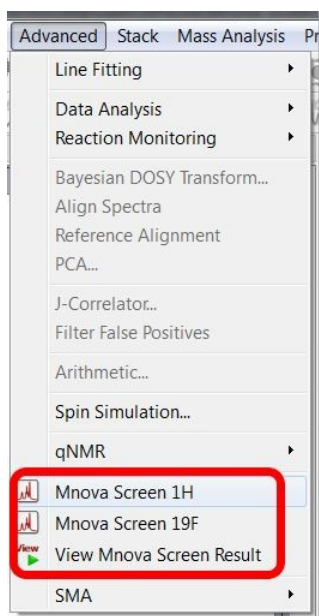 Advanced Stack Mass Analysis
Line Fitting
Data Analysis
Reaction Monitoring
Bayesian DOSY Transform...
Align Spectra
Reference Alignment
PCA...
J-Correlator...
Filter False Positives
Arithmetic...
Spin Simulation...
qNMR
Mnova Screen 1H
Mnova Screen 19F
View
View Mnova Screen Result
SMA